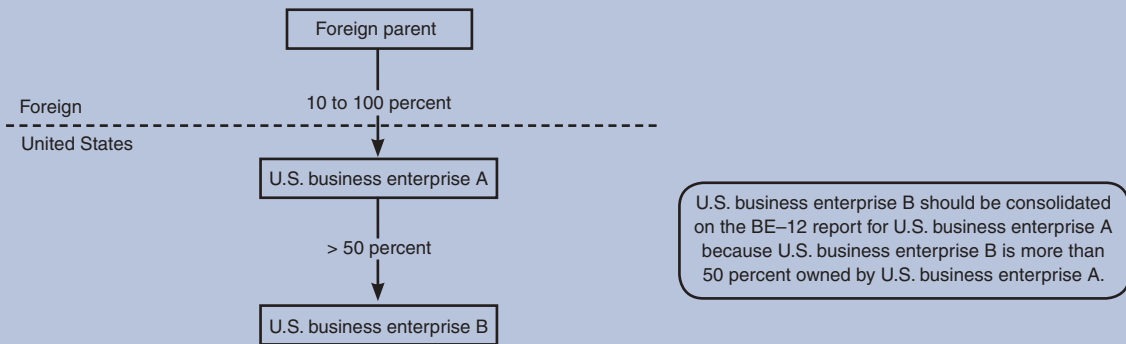 Foreign parent
10 to 100 percent
Foreign
United States
U.S. business enterprise A
> 50 percent
U.S. business enterprise B
U.S. business enterprise B should be consolidated
on the BE–12 report for U.S. business enterprise A
because U.S. business enterprise B is more than
50 percent owned by U.S. business enterprise A.